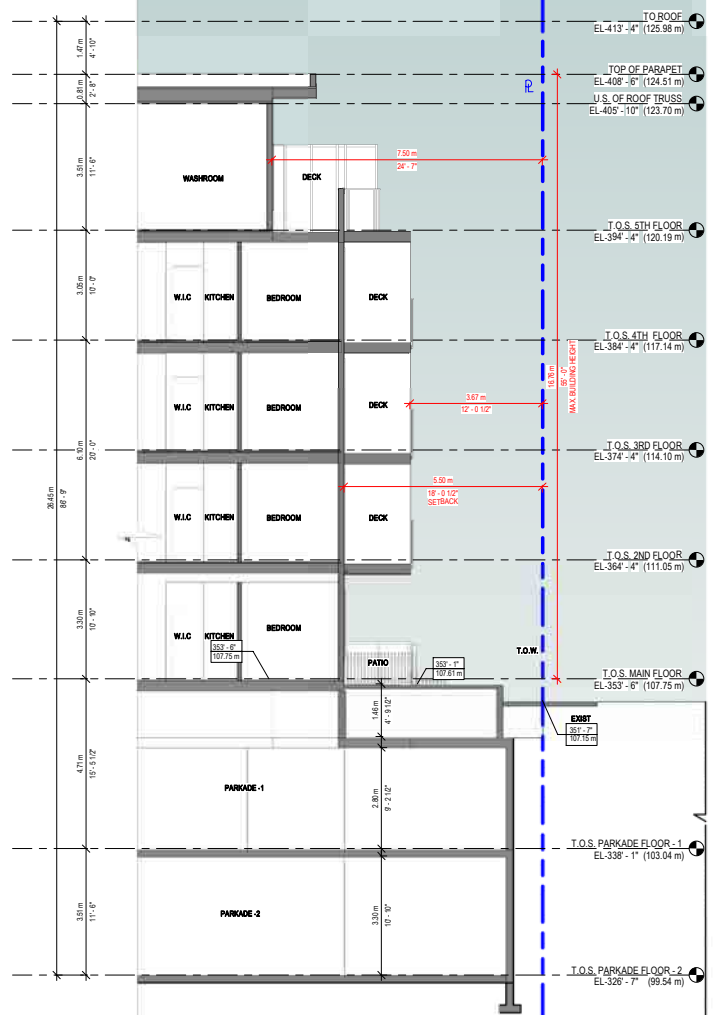 TO ROOF
EL-413' - 4" (125.98 m)
1.47 m
4' - 10"
TOP OF PARAPET
EL-408' - 6" (124.51 m)
PL
0.81 m
2' - 8"
U.S. OF ROOF TRUSS
EL-405' - 10" (123.70 m)
3.51 m
11' - 6"
WASHROOM
DECK
7.50 m
24' - 7"
T.O.S. 5TH FLOOR
EL-394' - 4" (120.19 m)
3.05 m
10' - 0"
W.I.C
KITCHEN
BEDROOM
DECK
T.O.S. 4TH FLOOR
EL-384' - 4" (117.14 m)
16.76 m
55' - 0"
MAX. BUILDING HEIGHT
W.I.C
KITCHEN
BEDROOM
DECK
3.67 m
12' - 0 1/2"
6.10 m
20' - 0"
T.O.S. 3RD FLOOR
EL-374' - 4" (114.10 m)
26.45 m
86' - 9"
W.I.C
KITCHEN
BEDROOM
DECK
5.50 m
18' - 0 1/2"
SETBACK
T.O.S. 2ND FLOOR
EL-364' - 4" (111.05 m)
3.30 m
10' - 10"
W.I.C
KITCHEN
BEDROOM
353' - 6"
107.75 m
PATIO
353' - 1"
107.61 m
T.O.W.
T.O.S. MAIN FLOOR
EL-353' - 6" (107.75 m)
1.46 m
4' - 9 1/2"
EXIST
351' - 7"
107.15 m
4.71 m
15' - 5 1/2"
PARKADE -1
2.80 m
9' - 2 1/2"
T.O.S. PARKADE FLOOR - 1
EL-338' - 1" (103.04 m)
3.51 m
11' - 6"
PARKADE -2
3.30 m
10' - 10"
T.O.S. PARKADE FLOOR - 2
EL-326' - 7" (99.54 m)